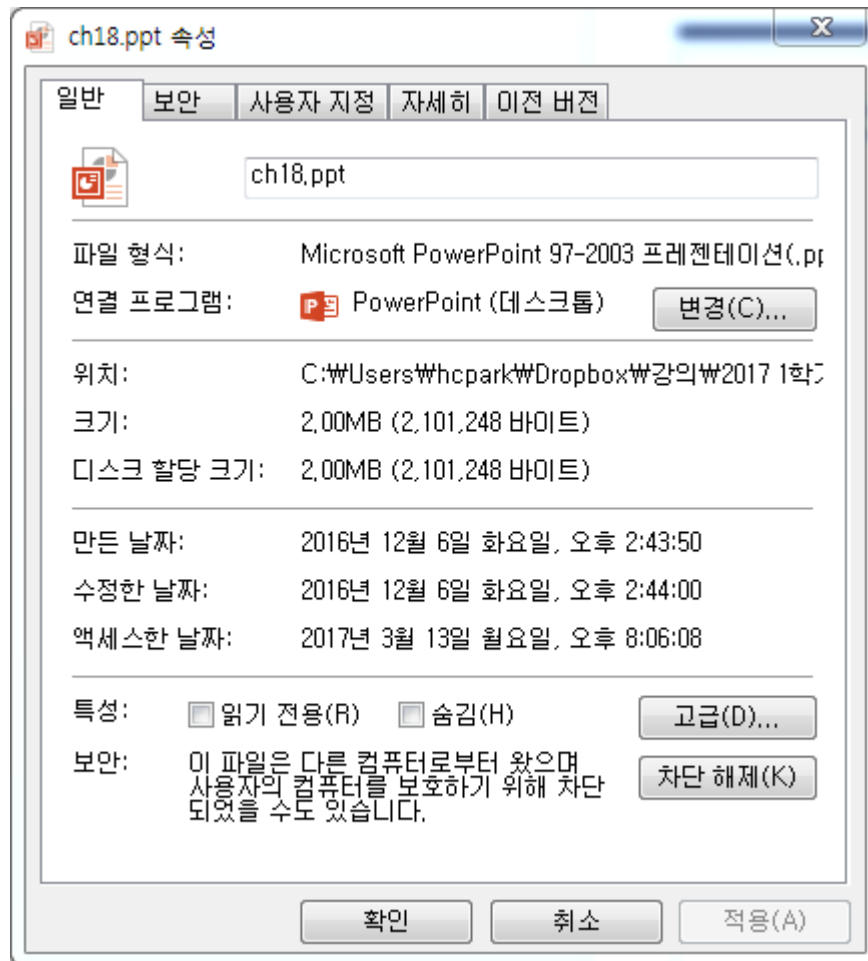 ch18.ppt 속성
일반 보안 사용자 지정 자세히 이전 버전
ch18.ppt
파일 형식: Microsoft PowerPoint 97-2003 프레젠테이션(.pp
연결 프로그램: PowerPoint (데스크톱) 변경(C)...
위치: C:₩Users₩hcpark₩Dropbox₩강의₩2017 1학기
크기: 2.00MB (2,101,248 바이트)
디스크 할당 크기: 2.00MB (2,101,248 바이트)
만든 날짜: 2016년 12월 6일 화요일, 오후 2:43:50
수정한 날짜: 2016년 12월 6일 화요일, 오후 2:44:00
액세스한 날짜: 2017년 3월 13일 월요일, 오후 8:06:08
특성: 읽기 전용(R) 숨김(H) 고급(D)...
보안: 이 파일은 다른 컴퓨터로부터 왔으며
사용자의 컴퓨터를 보호하기 위해 차단 차단 해제(K)
되었을 수도 있습니다.
확인 취소 적용(A)